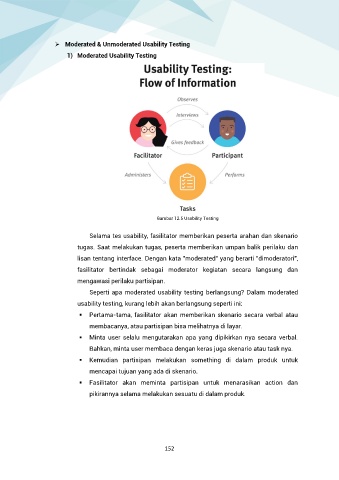 ➢ Moderated & Unmoderated Usability Testing
1) Moderated Usability Testing
Usability Testing:
Flow of Information
Observes
Interviews
Gives feedback
Facilitator Participant
Administers Performs
Tasks
Gambar 12.5 Usability Testing
Selama tes usability, fasilitator memberikan peserta arahan dan skenario
tugas. Saat melakukan tugas, peserta memberikan umpan balik perilaku dan
lisan tentang interface. Dengan kata "moderated" yang berarti "dimoderatori",
fasilitator bertindak sebagai moderator kegiatan secara langsung dan
mengawasi perilaku partisipan.
Seperti apa moderated usability testing berlangsung? Dalam moderated
usability testing, kurang lebih akan berlangsung seperti ini:
▪ Pertama-tama, fasilitator akan memberikan skenario secara verbal atau
membacanya, atau partisipan bisa melihatnya di layar.
▪ Minta user selalu mengutarakan apa yang dipikirkan nya secara verbal.
Bahkan, minta user membaca dengan keras juga skenario atau task nya.
▪ Kemudian partisipan melakukan something di dalam produk untuk
mencapai tujuan yang ada di skenario.
▪ Fasilitator akan meminta partisipan untuk menarasikan action dan
pikirannya selama melakukan sesuatu di dalam produk.
152